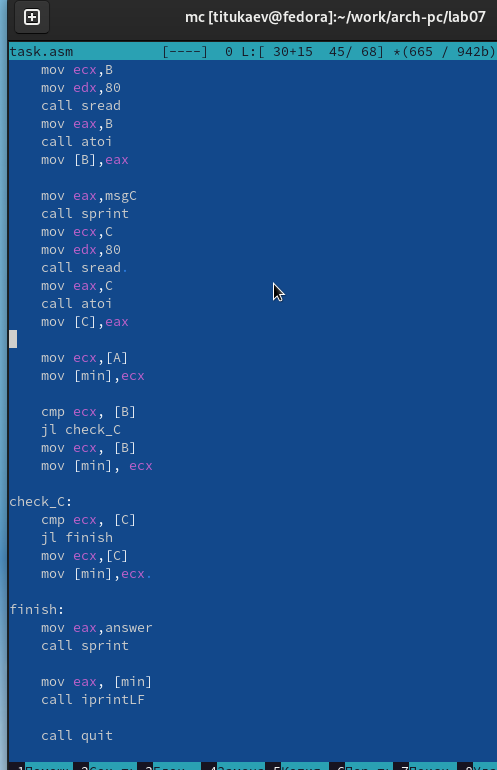 mc [titukaev@fedora]:~/work/arch-pc/lab07
task.asm [----] 0 L:[ 30+15 45/ 68] *(665 / 942b)
mov ecx,B
mov edx,80
call sread
mov eax,B
call atoi
mov [B],eax
mov eax,msgC
call sprint
mov ecx,C
mov edx,80
call sread.
mov eax,C
call atoi
mov [C],eax
mov ecx,[A]
mov [min],ecx
cmp ecx, [B]
jl check_C
mov ecx, [B]
mov [min], ecx
check_C:
cmp ecx, [C]
jl finish
mov ecx,[C]
mov [min],ecx.
finish:
mov eax,answer
call sprint
mov eax, [min]
call iprintLF
call quit